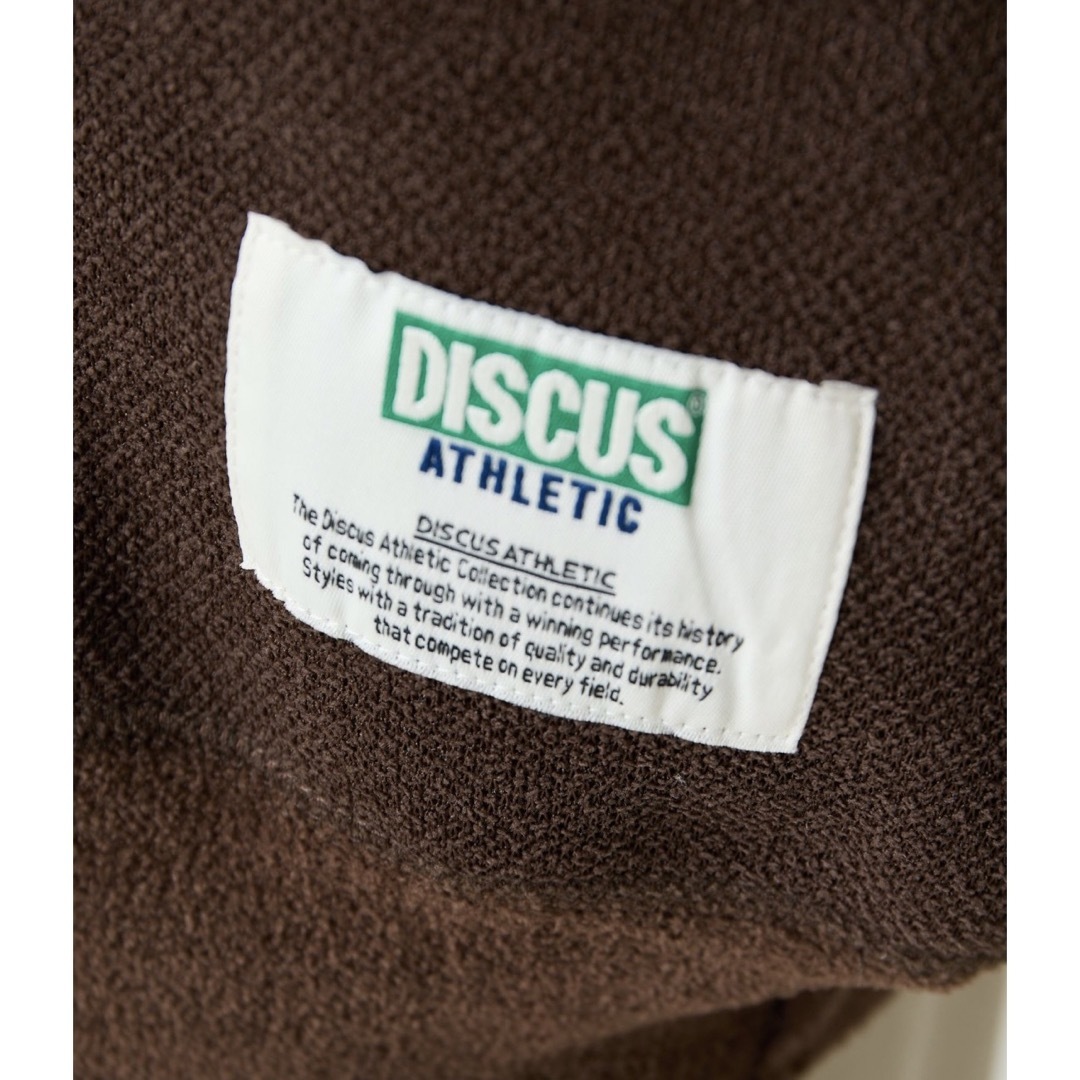 DISCUS®
ATHLETIC
DISCUS ATHLETIC
The Discus Athletic Collection continues its history
of coming through with a winning performance.
Styles with a tradition of quality and durability
that compete on every field.